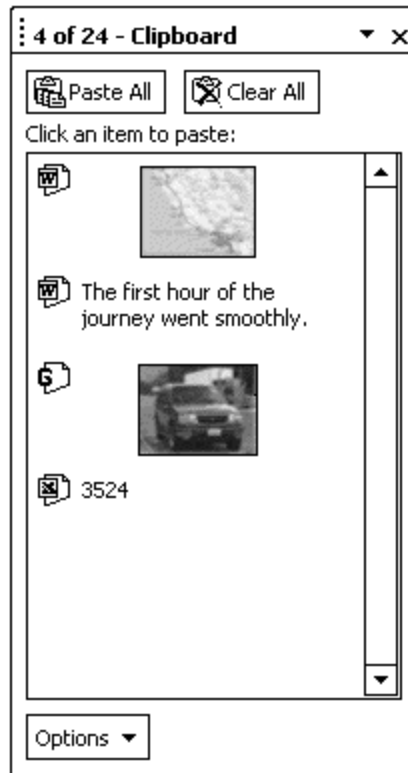 4 of 24 - Clipboard
Paste All Clear All
Click an item to paste:
The first hour of the
journey went smoothly.
3524
Options